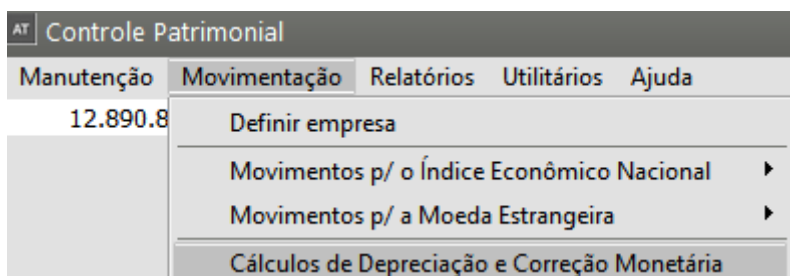 AT Controle Patrimonial
Manutenção Movimentação Relatórios Utilitários Ajuda
12.890.8
Definir empresa
Movimentos p/ o Índice Econômico Nacional
Movimentos p/ a Moeda Estrangeira
Cálculos de Depreciação e Correção Monetária